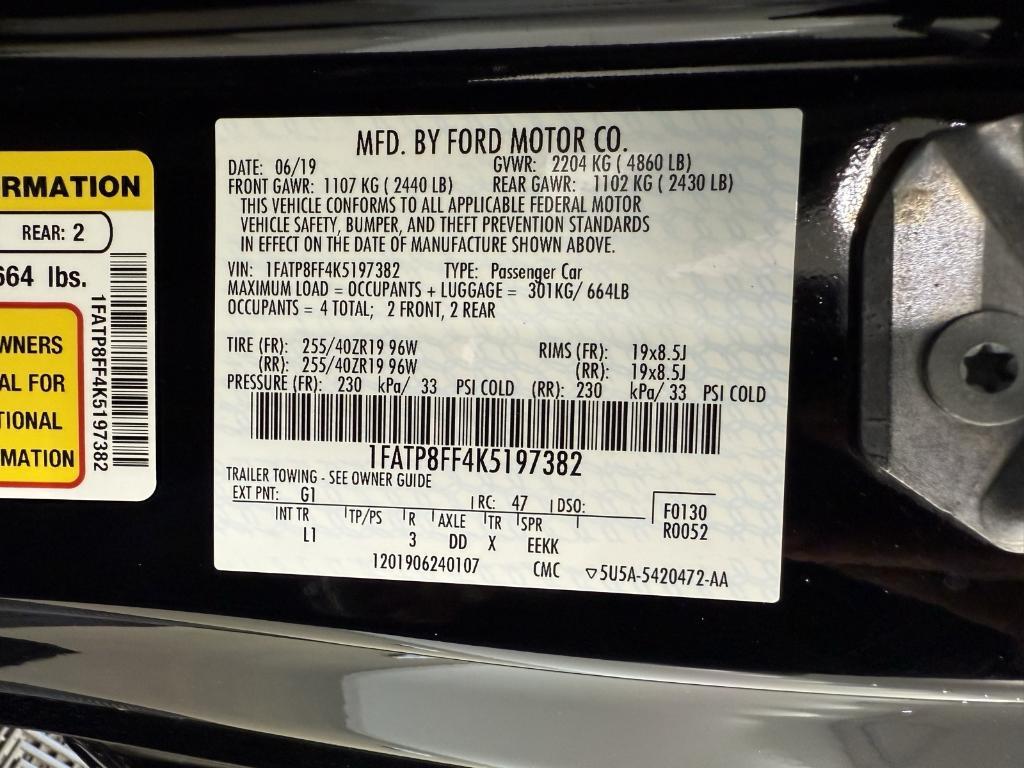 MFD. BY FORD MOTOR CO.
DATE: 06/19 GVWR: 2204 KG ( 4860 LB)
FRONT GAWR: 1107 KG ( 2440 LB) REAR GAWR: 1102 KG ( 2430 LB)
THIS VEHICLE CONFORMS TO ALL APPLICABLE FEDERAL MOTOR
VEHICLE SAFETY, BUMPER, AND THEFT PREVENTION STANDARDS
IN EFFECT ON THE DATE OF MANUFACTURE SHOWN ABOVE.
VIN: 1FATP8FF4K5197382 TYPE: Passenger Car
MAXIMUM LOAD = OCCUPANTS + LUGGAGE = 301KG/ 664LB
OCCUPANTS = 4 TOTAL; 2 FRONT, 2 REAR
TIRE (FR): 255/40ZR19 96W RIMS (FR): 19x8.5J
(RR): 255/40ZR19 96W (RR): 19x8.5J
PRESSURE (FR): 230 kPa/ 33 PSI COLD (RR): 230 kPa/ 33 PSI COLD
1FATP8FF4K5197382
TRAILER TOWING - SEE OWNER GUIDE
EXT PNT: G1 RC: 47 DSO: F0130
INT TR TP/PS R AXLE TR SPR R0052
L1 3 DD X EEKK
1201906240107 CMC ▽5U5A-5420472-AA
RMATION
REAR: 2
664 lbs.
WNERS
AL FOR
TIONAL
MATION
1FATP8FF4K5197382